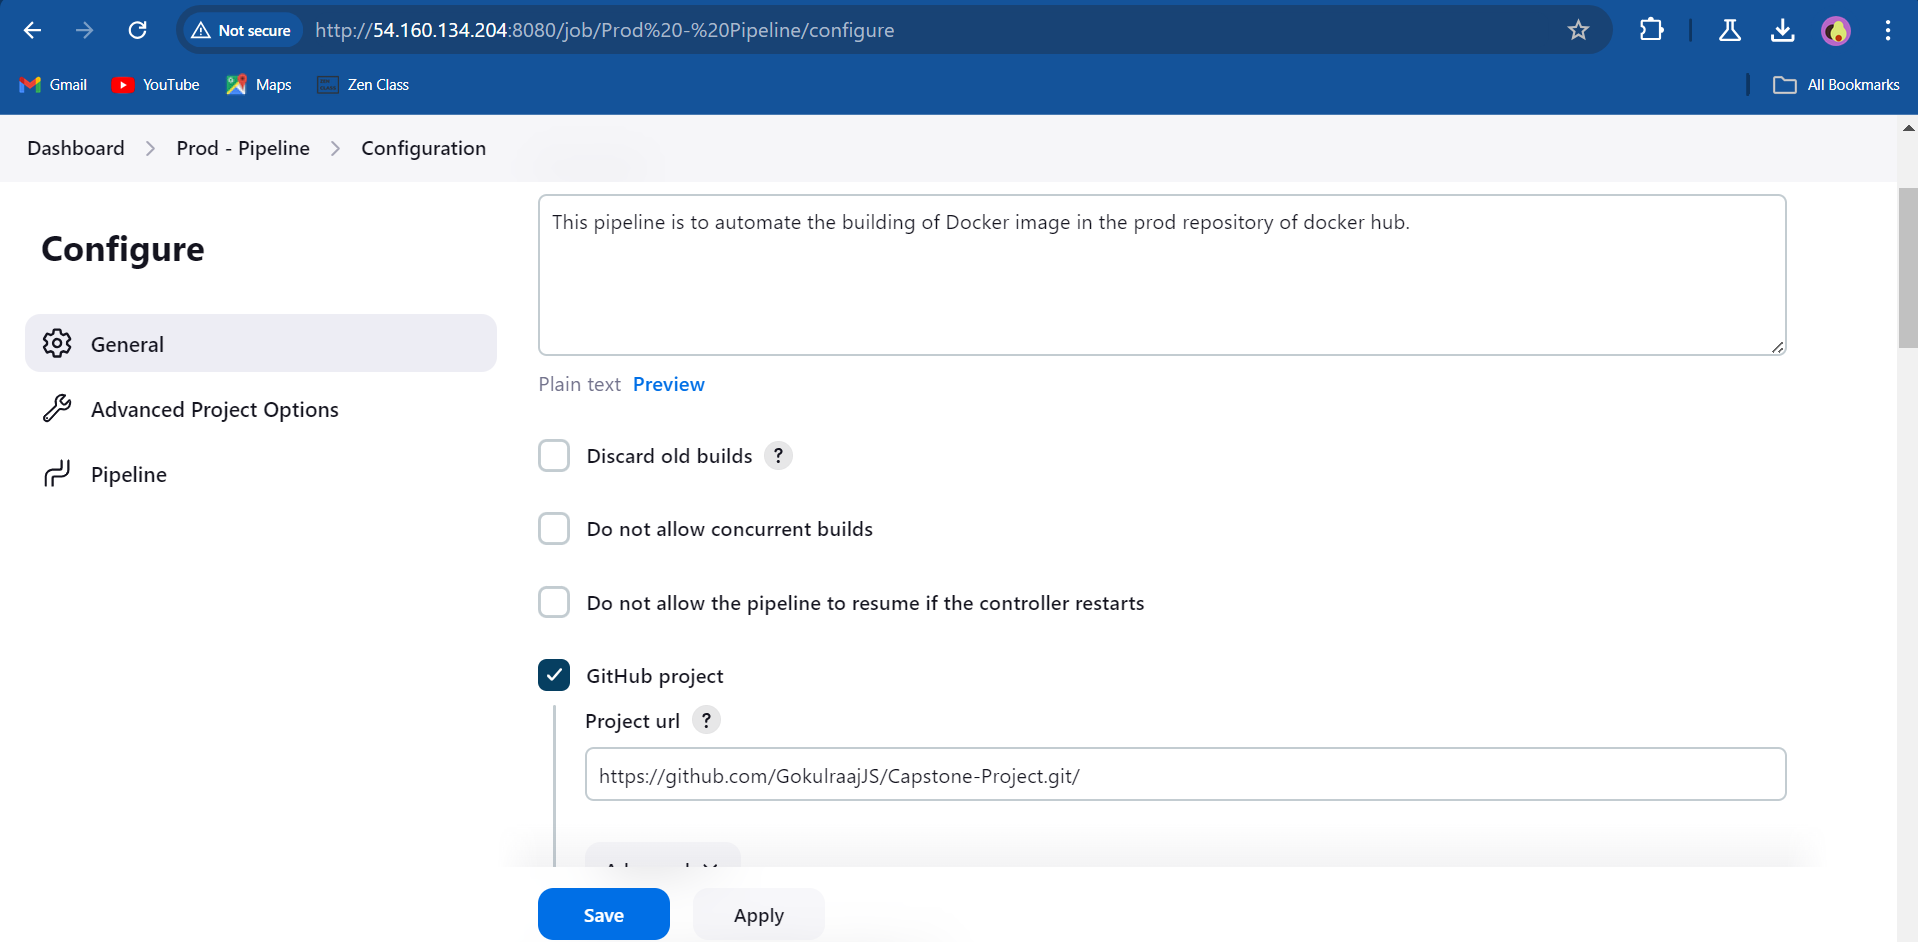 Not secure http://54.160.134.204:8080/job/Prod%20-%20Pipeline/configure
Gmail YouTube Maps Zen Class All Bookmarks
Dashboard Prod - Pipeline Configuration
Configure
General
Advanced Project Options
Pipeline
This pipeline is to automate the building of Docker image in the prod repository of docker hub.
Plain text Preview
Discard old builds ?
Do not allow concurrent builds
Do not allow the pipeline to resume if the controller restarts
GitHub project
Project url ?
https://github.com/GokulraajJS/Capstone-Project.git/
Save Apply